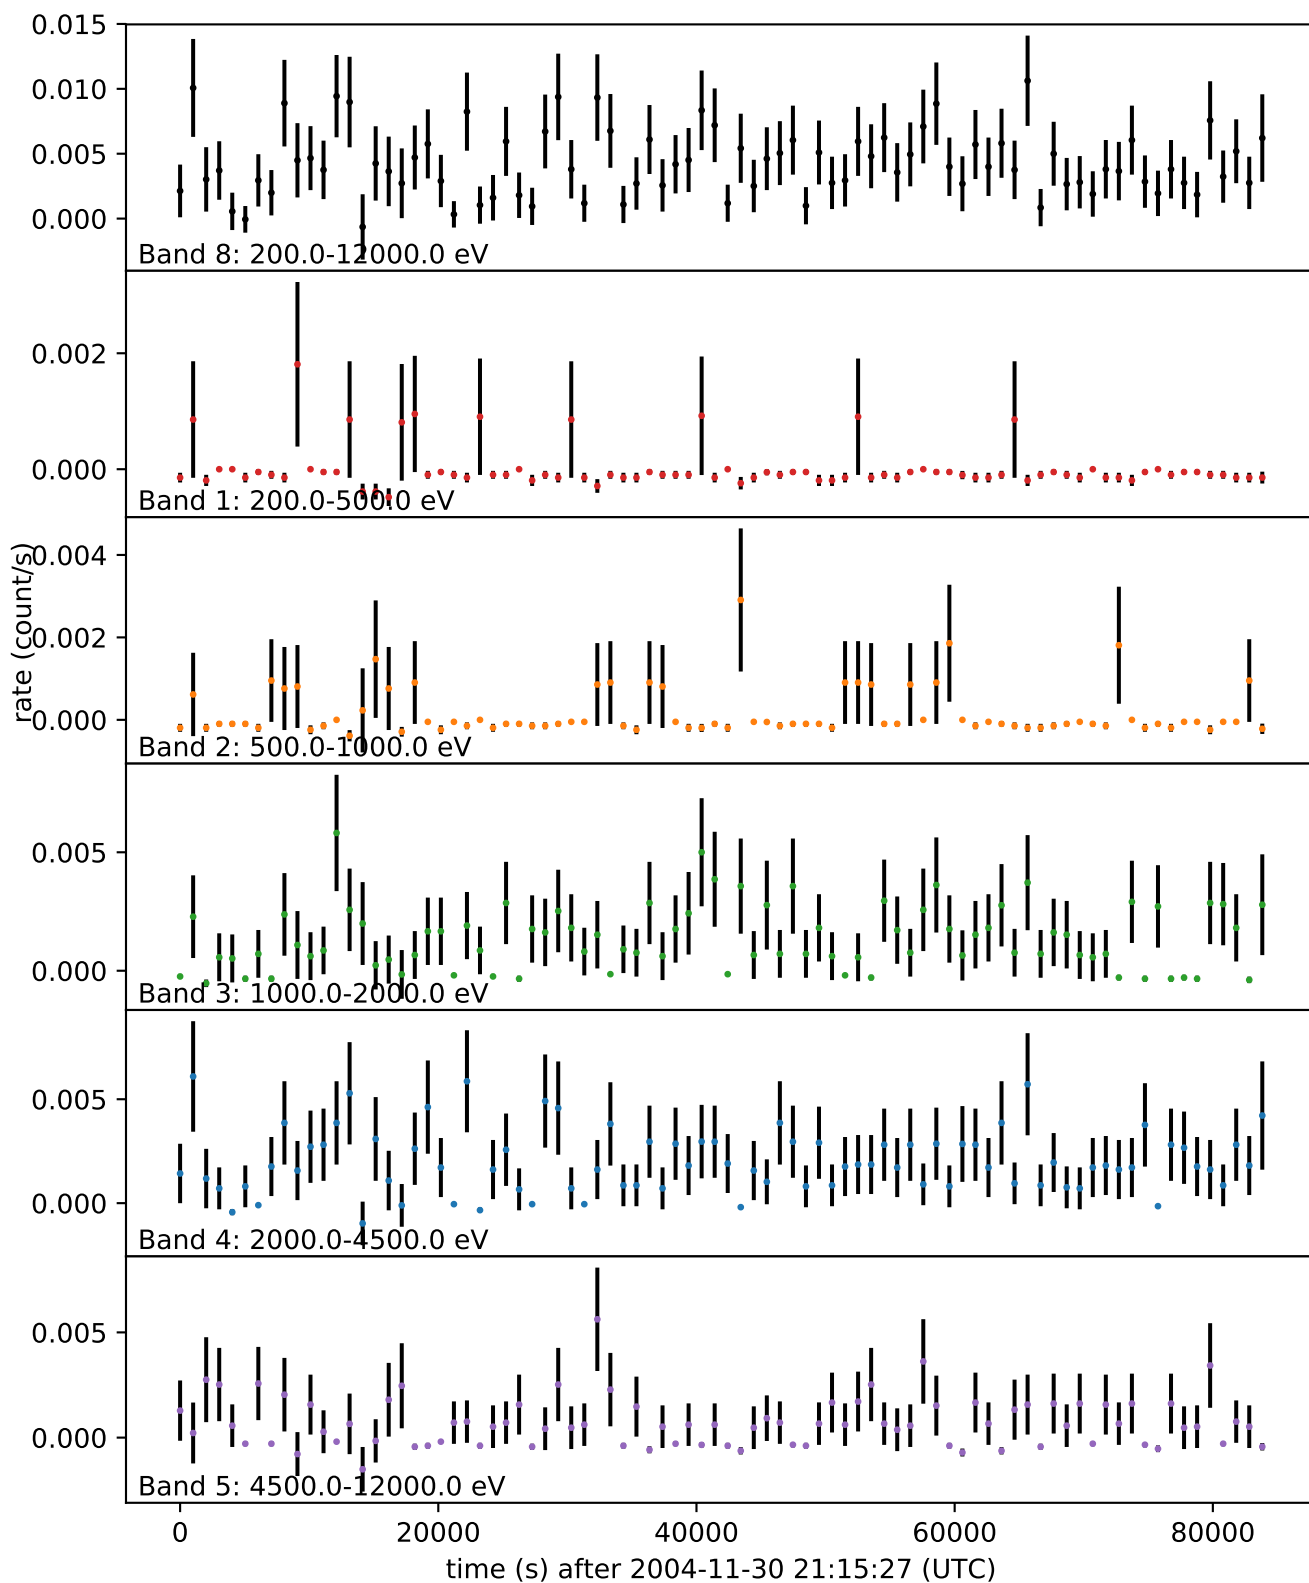 0.015
0.010
0.005
0.000
Band 8: 200.0-12000.0 eV
0.002
0.000
Band 1: 200.0-500.0 eV
rate (count/s)
0.004
0.002
0.000
Band 2: 500.0-1000.0 eV
0.005
0.000
Band 3: 1000.0-2000.0 eV
0.005
0.000
Band 4: 2000.0-4500.0 eV
0.005
0.000
Band 5: 4500.0-12000.0 eV
0 20000 40000 60000 80000
time (s) after 2004-11-30 21:15:27 (UTC)